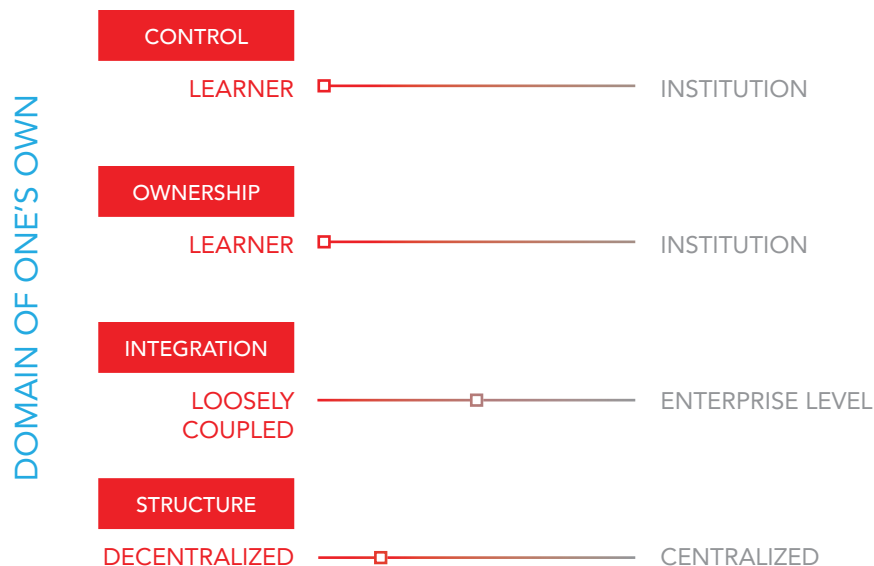 DOMAIN OF ONE'S OWN
CONTROL
LEARNER
INSTITUTION
OWNERSHIP
LEARNER
INSTITUTION
INTEGRATION
LOOSELY
COUPLED
ENTERPRISE LEVEL
STRUCTURE
DECENTRALIZED
CENTRALIZED